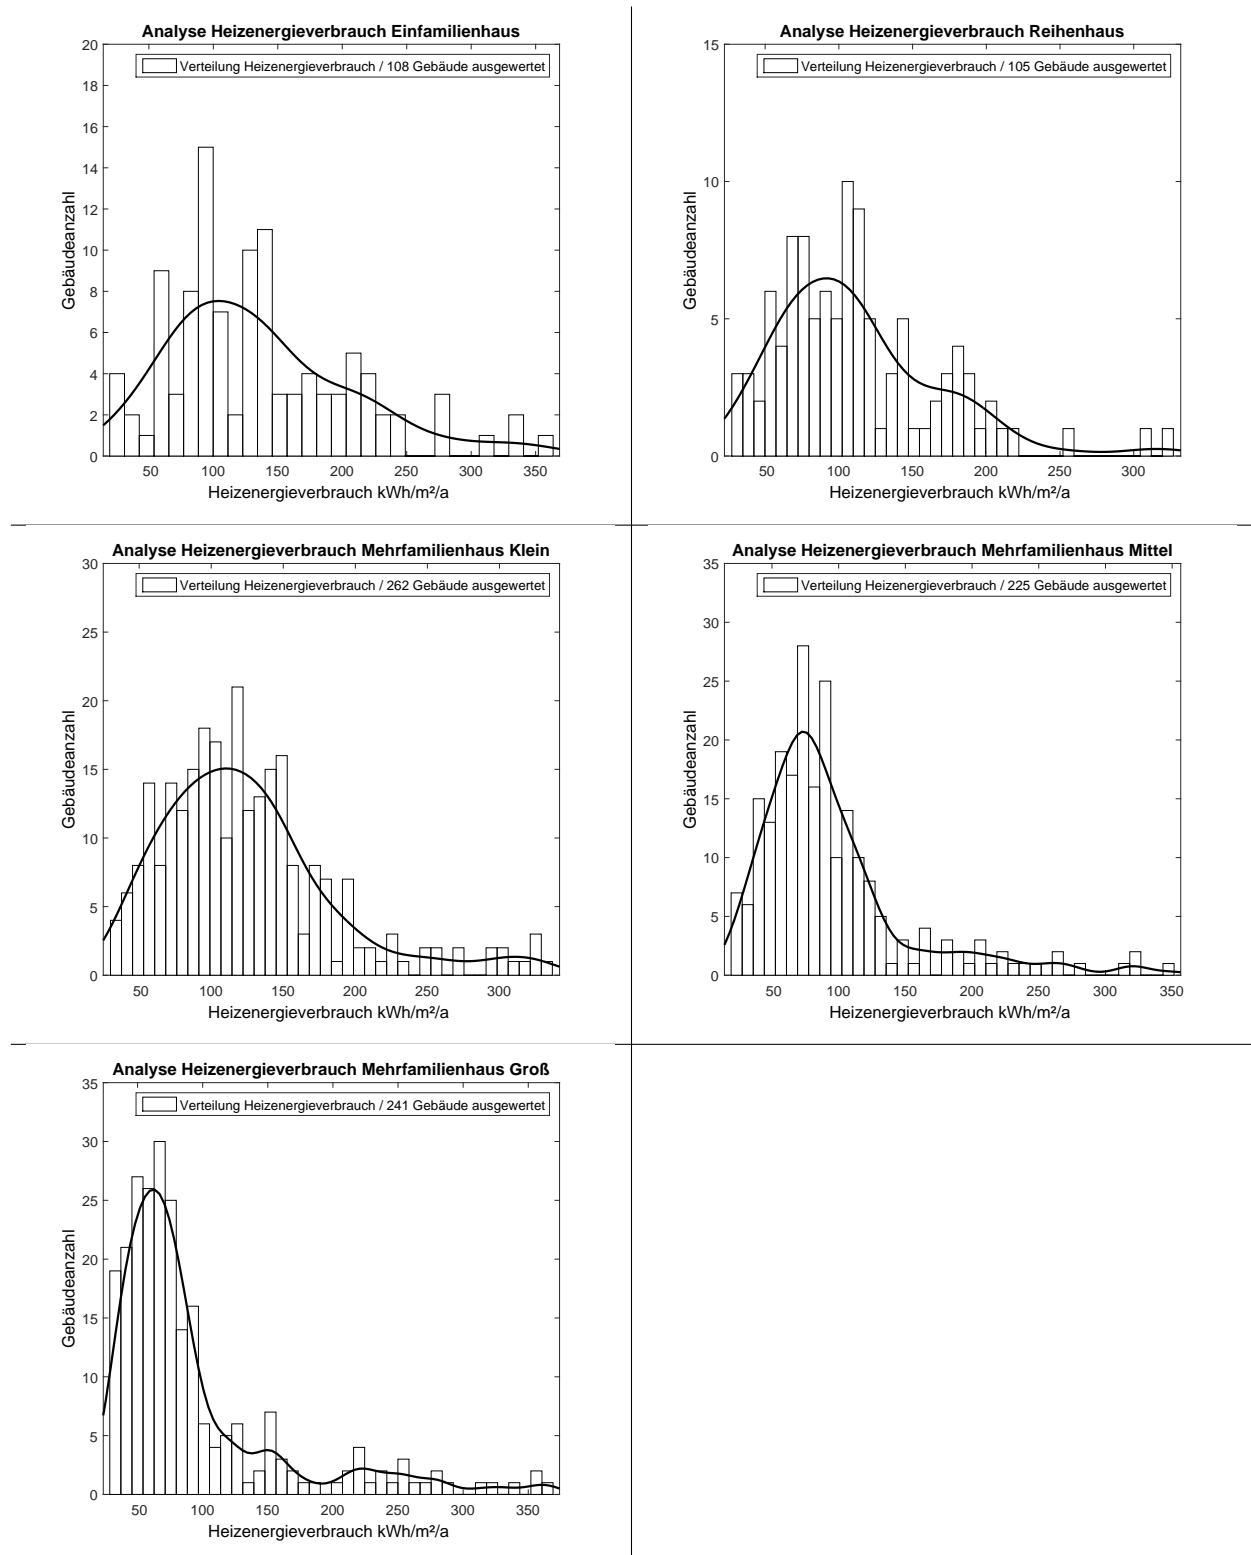 Analyse Heizenergieverbrauch Einfamilienhaus
Verteilung Heizenergieverbrauch / 108 Gebäude ausgewertet
Gebäudeanzahl
20
18
16
14
12
10
8
6
4
2
0
50 100 150 200 250 300 350
Heizenergieverbrauch kWh/m²/a
Analyse Heizenergieverbrauch Reihenhaus
Verteilung Heizenergieverbrauch / 105 Gebäude ausgewertet
Gebäudeanzahl
15
10
5
0
50 100 150 200 250 300
Heizenergieverbrauch kWh/m²/a
Analyse Heizenergieverbrauch Mehrfamilienhaus Klein
Verteilung Heizenergieverbrauch / 262 Gebäude ausgewertet
Gebäudeanzahl
30
25
20
15
10
5
0
50 100 150 200 250 300
Heizenergieverbrauch kWh/m²/a
Analyse Heizenergieverbrauch Mehrfamilienhaus Mittel
Verteilung Heizenergieverbrauch / 225 Gebäude ausgewertet
Gebäudeanzahl
35
30
25
20
15
10
5
0
50 100 150 200 250 300 350
Heizenergieverbrauch kWh/m²/a
Analyse Heizenergieverbrauch Mehrfamilienhaus Groß
Verteilung Heizenergieverbrauch / 241 Gebäude ausgewertet
Gebäudeanzahl
35
30
25
20
15
10
5
0
50 100 150 200 250 300 350
Heizenergieverbrauch kWh/m²/a